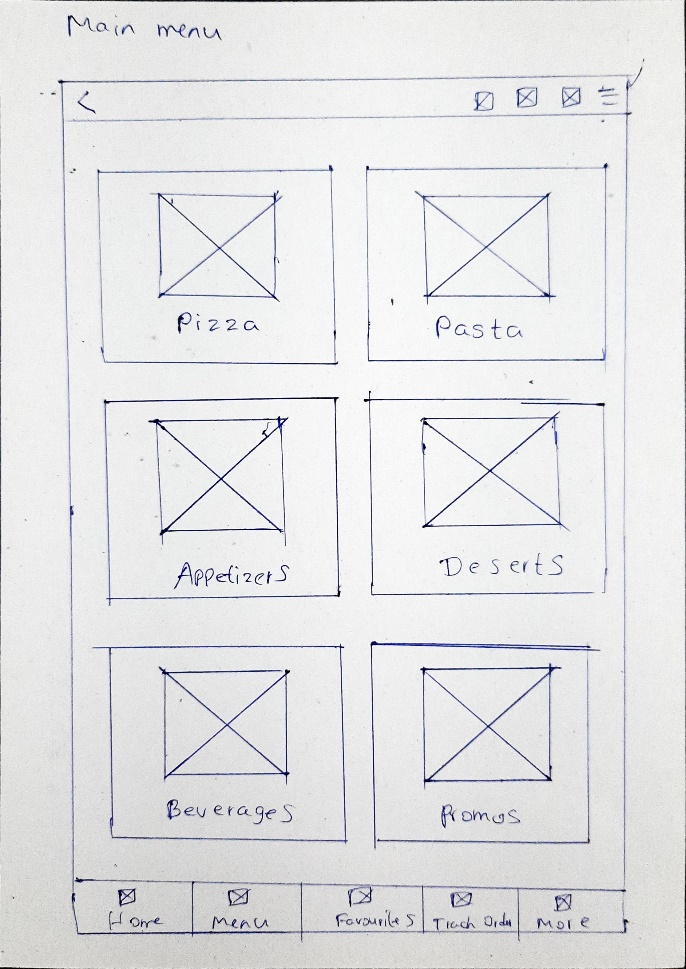 Main menu
Pizza
Pasta
Appetizers
Deserts
Beverages
Promos
Home
Menu
Favourites
Track Order
More